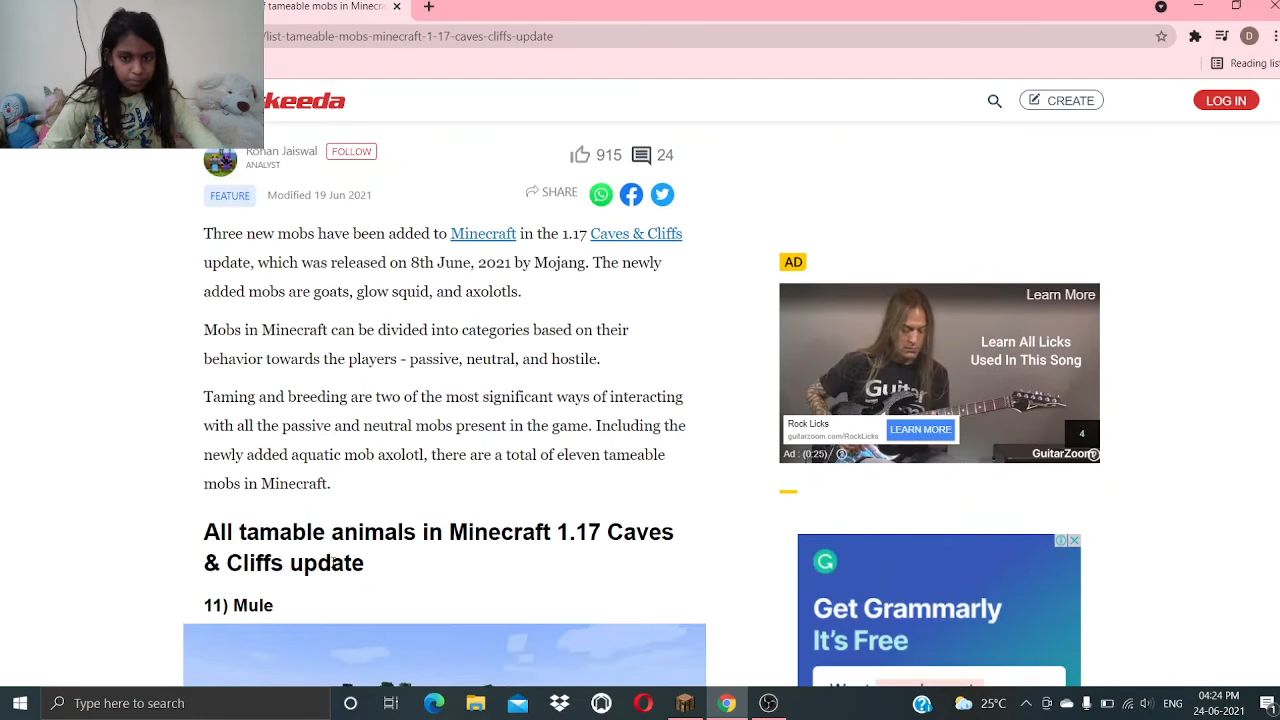 tameable mobs in Minecra
/list-tameable-mobs-minecraft-1-17-caves-cliffs-update
D
Reading list
keeda
CREATE
LOG IN
Ronan Jaiswal FOLLOW
ANALYST
915 24
FEATURE Modified 19 Jun 2021
SHARE
Three new mobs have been added to Minecraft in the 1.17 Caves & Cliffs
update, which was released on 8th June, 2021 by Mojang. The newly
added mobs are goats, glow squid, and axolotls.
Mobs in Minecraft can be divided into categories based on their
behavior towards the players - passive, neutral, and hostile.
Taming and breeding are two of the most significant ways of interacting
with all the passive and neutral mobs present in the game. Including the
newly added aquatic mob axolotl, there are a total of eleven tameable
mobs in Minecraft.
All tamable animals in Minecraft 1.17 Caves
& Cliffs update
11) Mule
AD
Learn More
Learn All Licks
Used In This Song
Guitar
Rock Licks
guitarzoom.com/RockLicks
LEARN MORE
4
Ad : (0:25)
GuitarZoom
G
Get Grammarly
It's Free
Type here to search
25°C
ENG
04:24 PM
24-06-2021